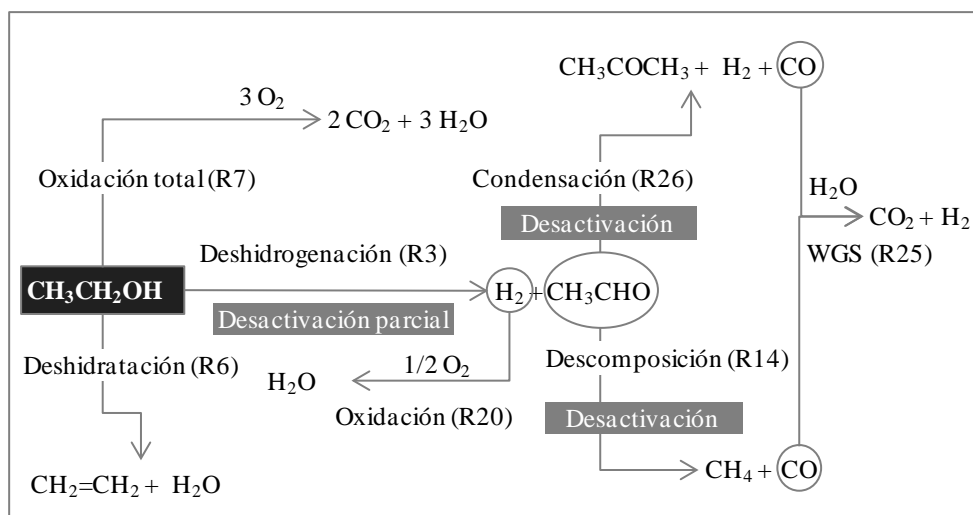 CH₃COCH₃ + H₂ + CO
3 O₂
2 CO₂ + 3 H₂O
Oxidación total (R7)
Condensación (R26)
H₂O
Desactivación
CO₂ + H₂
Deshidrogenación (R3)
WGS (R25)
CH₃CH₂OH
H₂ + CH₃CHO
Desactivación parcial
Deshidratación (R6)
1/2 O₂
Descomposición (R14)
H₂O
Oxidación (R20)
Desactivación
CH₄ + CO
CH₂=CH₂ + H₂O